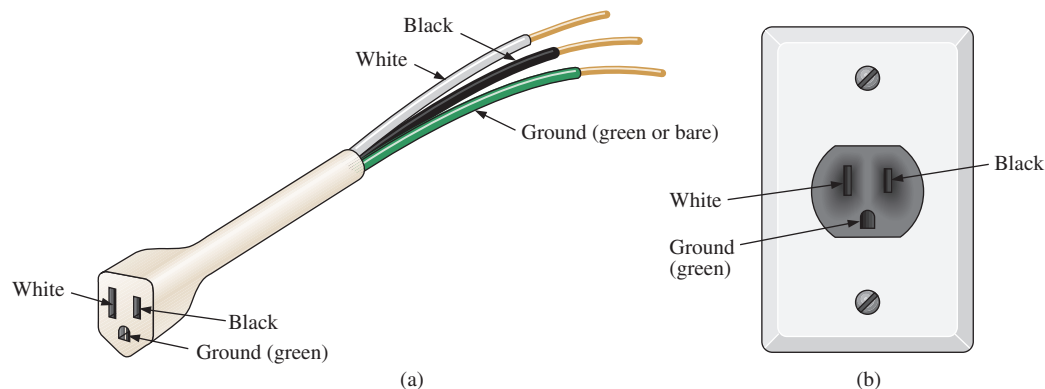 Black
White
Ground (green or bare)
White
Black
Ground (green)
(a)
Black
White
Ground
(green)
(b)